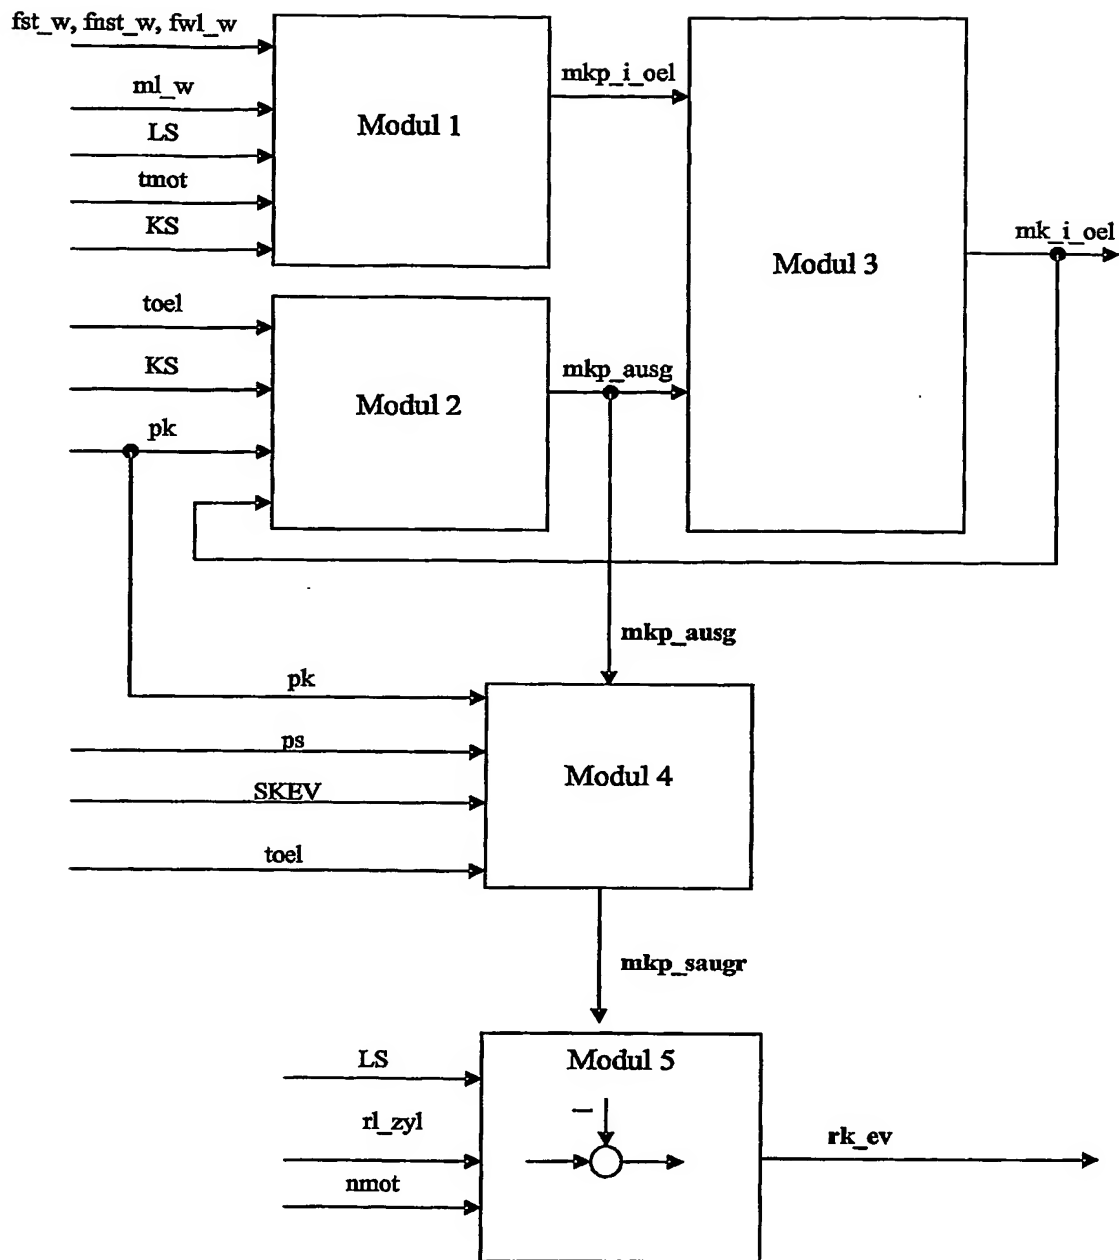 fst_w, fnst_w, fwl_w
ml_w
LS
tmot
KS
Modul 1
mkp_i_oel
Modul 3
mk_i_oel
toel
KS
pk
Modul 2
mkp_ausg
mkp_ausg
pk
ps
SKEV
toel
Modul 4
mkp_saugr
LS
rl_zyl
nmot
Modul 5
−
rk_ev